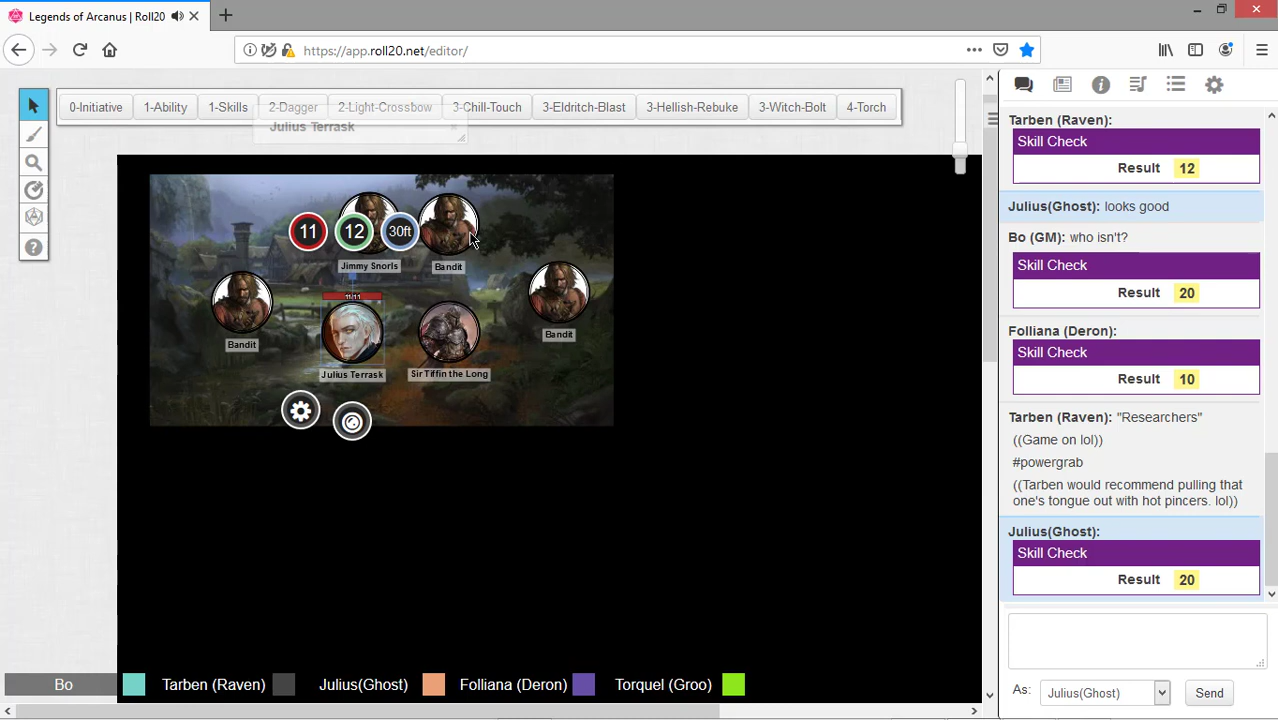 Legends of Arcanus | Roll20
https://app.roll20.net/editor/
0-Initiative 1-Ability 1-Skills 2-Dagger 2-Light-Crossbow 3-Chill-Touch 3-Eldritch-Blast 3-Hellish-Rebuke 3-Witch-Bolt 4-Torch
Julius Terrask
11 12 30ft
Jimmy Snorls
Bandit
11/11
Bandit
Bandit
Julius Terrask
Sir Tiffin the Long
Bo
Tarben (Raven)
Julius(Ghost)
Folliana (Deron)
Torquel (Groo)
Tarben (Raven):
Skill Check
Result 12
Julius(Ghost): looks good
Bo (GM): who isn't?
Skill Check
Result 20
Folliana (Deron):
Skill Check
Result 10
Tarben (Raven): "Researchers"
((Game on lol))
#powergrab
((Tarben would recommend pulling that
one's tongue out with hot pincers. lol))
Julius(Ghost):
Skill Check
Result 20
As: Julius(Ghost) Send